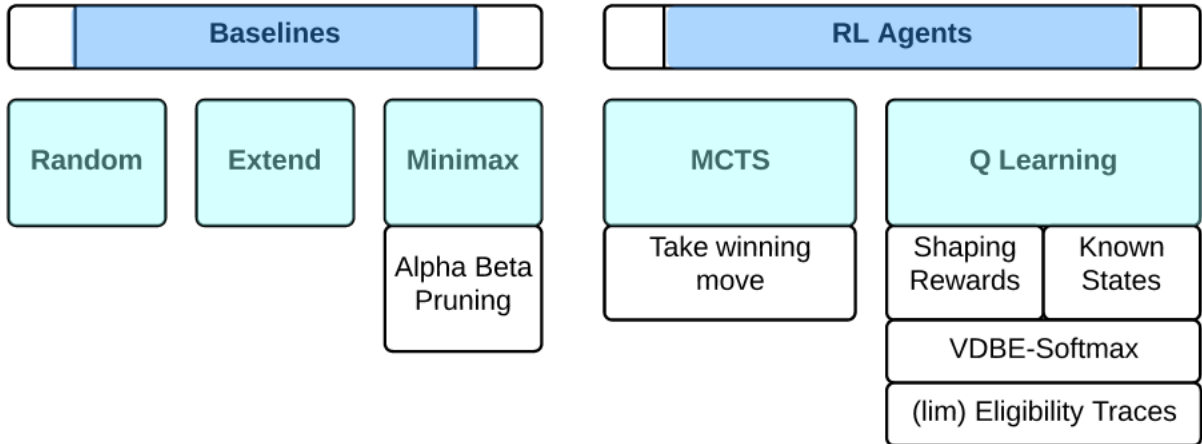 Baselines
RL Agents
Random
Extend
Minimax
MCTS
Q Learning
Alpha Beta
Pruning
Take winning
move
Shaping
Rewards
Known
States
VDBE-Softmax
(lim) Eligibility Traces